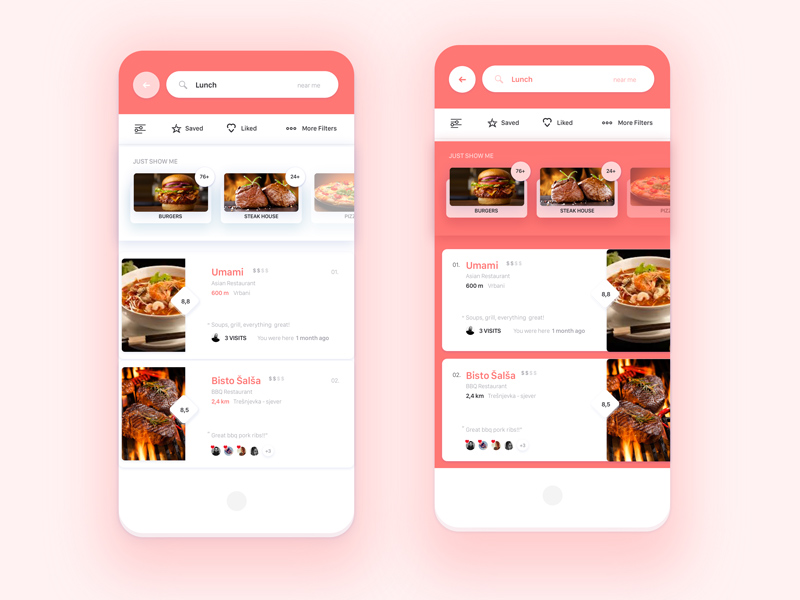 Lunch near me
Saved Liked More Filters
JUST SHOW ME
76+ 24+
BURGERS STEAK HOUSE PIZ
Umami $$$$ 01.
Asian Restaurant
600 m Vrbani
8,8
" Soups, grill, everything great!
3 VISITS You were here 1 month ago
Bisto Šalša $$$$ 02.
BBQ Restaurant
2,4 km Trešnjevka - sjever
8,5
" Great bbq pork ribs!"
+3
Lunch near me
Saved Liked More Filters
JUST SHOW ME
76+ 24+
BURGERS STEAK HOUSE PIZZ
01. Umami $$$$
Asian Restaurant
600 m Vrbani
8,8
" Soups, grill, everything great!
3 VISITS You were here 1 month ago
02. Bisto Šalša $$$$
BBQ Restaurant
2,4 km Trešnjevka - sjever
8,5
" Great bbq pork ribs!"
+3